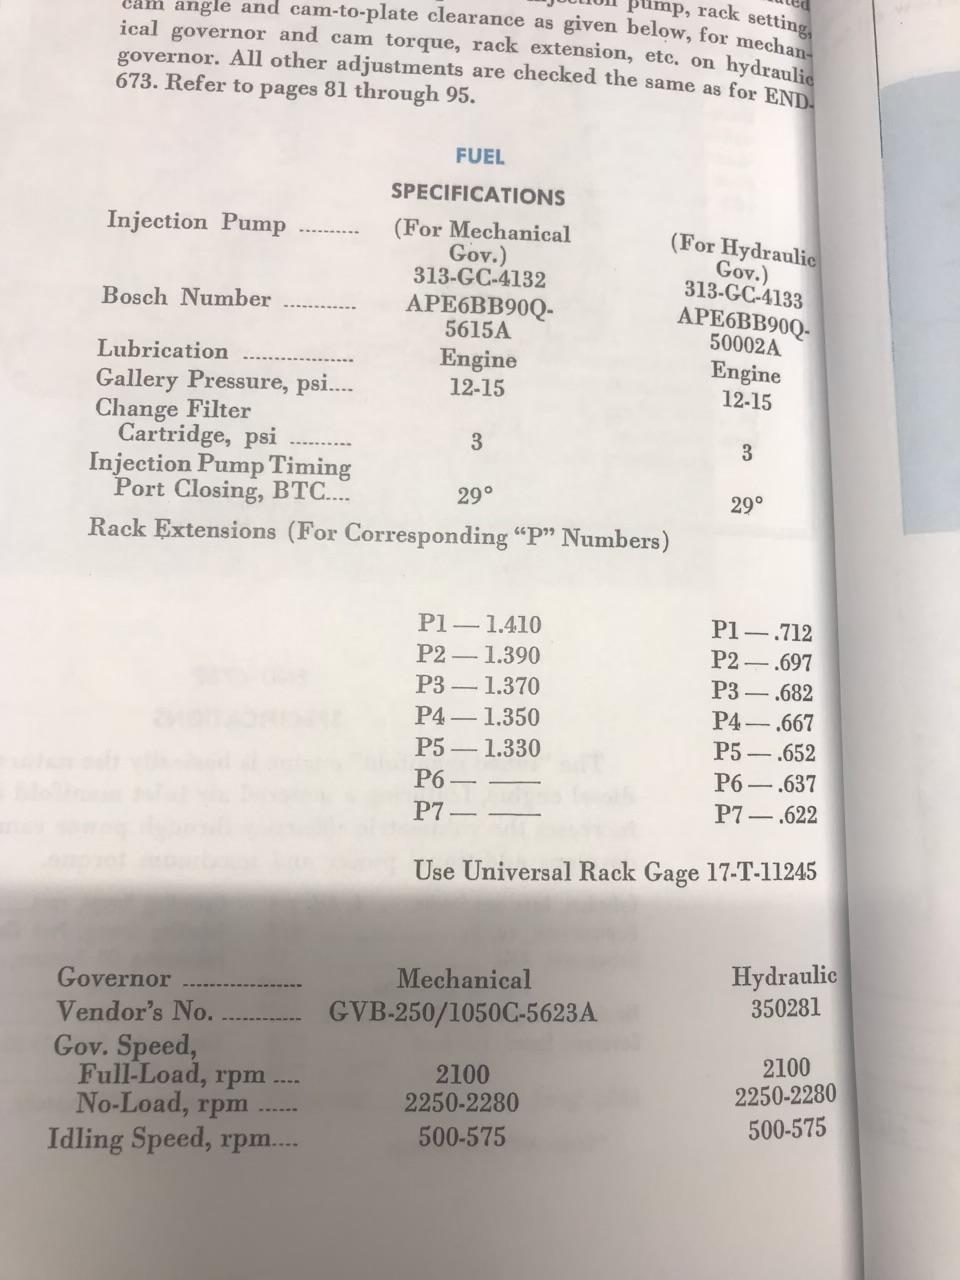 pump, rack setting,
cam angle and cam-to-plate clearance as given below, for mechan-
ical governor and cam torque, rack extension, etc. on hydraulic
governor. All other adjustments are checked the same as for END-
673. Refer to pages 81 through 95.
FUEL
SPECIFICATIONS
Injection Pump .......... (For Mechanical Gov.) 313-GC-4132 (For Hydraulic Gov.) 313-GC-4133
Bosch Number ............ APE6BB90Q-5615A APE6BB90Q-50002A
Lubrication .................. Engine Engine
Gallery Pressure, psi.... 12-15 12-15
Change Filter
Cartridge, psi .......... 3 3
Injection Pump Timing
Port Closing, BTC.... 29° 29°
Rack Extensions (For Corresponding “P” Numbers)
P1 — 1.410 P1 — .712
P2 — 1.390 P2 — .697
P3 — 1.370 P3 — .682
P4 — 1.350 P4 — .667
P5 — 1.330 P5 — .652
P6 — —— P6 — .637
P7 — —— P7 — .622
Use Universal Rack Gage 17-T-11245
Governor ................... Mechanical Hydraulic
Vendor's No. ............ GVB-250/1050C-5623A 350281
Gov. Speed,
Full-Load, rpm .... 2100 2100
No-Load, rpm ...... 2250-2280 2250-2280
Idling Speed, rpm.... 500-575 500-575